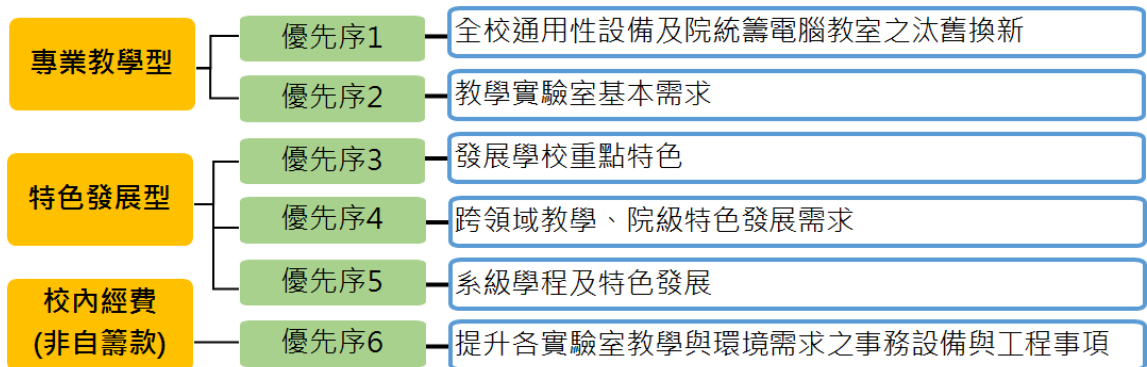 專業教學型
優先序1
全校通用性設備及院統籌電腦教室之汰舊換新
優先序2
教學實驗室基本需求
特色發展型
優先序3
發展學校重點特色
優先序4
跨領域教學、院級特色發展需求
優先序5
系級學程及特色發展
校內經費
(非自籌款)
優先序6
提升各實驗室教學與環境需求之事務設備與工程事項